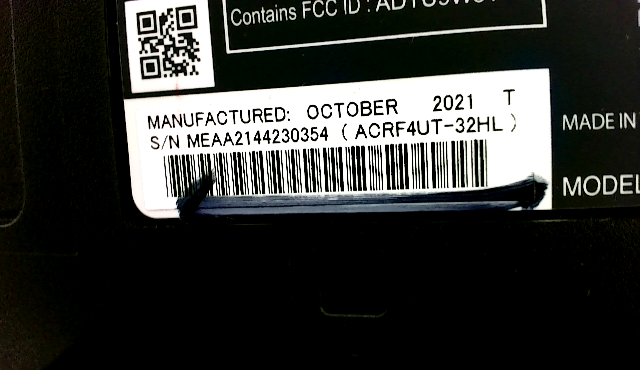 Contains FCC ID :
MANUFACTURED: OCTOBER 2021 T
S/N MEAA2144230354 ( ACRF4UT-32HL )
MADE IN
MODEL